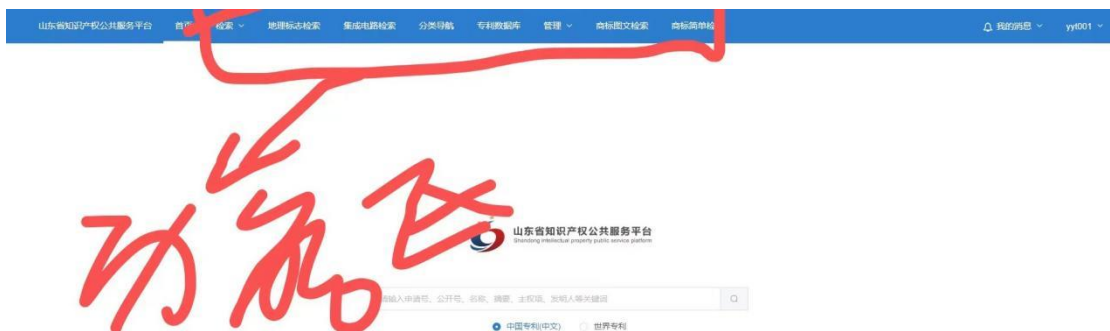 山东省知识产权公共服务平台 首页 检索 地理标志检索 集成电路检索 分类导航 专利数据库 管理 商标图文检索 商标简单检 我的消息 yyt001
功能
山东省知识产权公共服务平台
Shandong intellectual property public service platform
输入申请号、公开号、名称、摘要、主权项、发明人等关键词
中国专利(中文) 世界专利